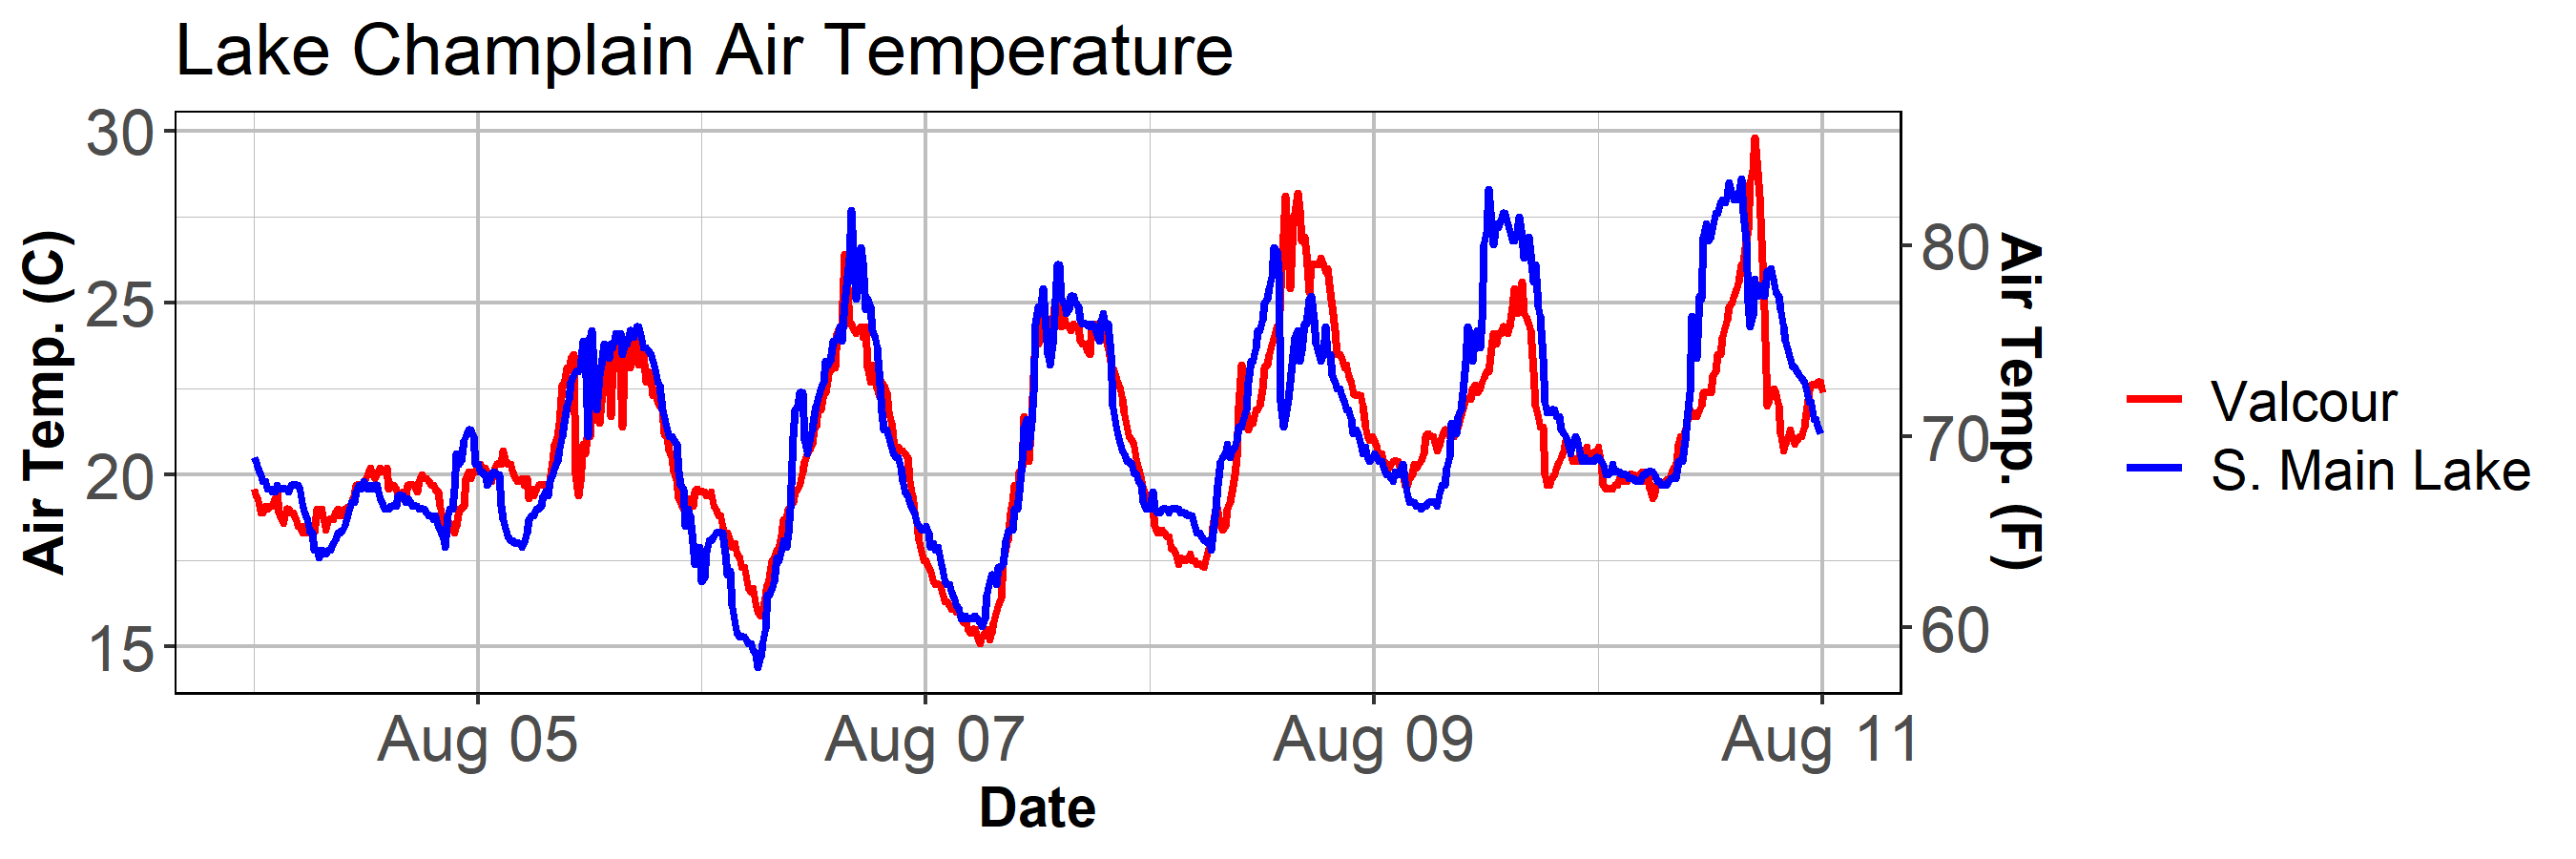 Lake Champlain Air Temperature
Air Temp. (C)
30
25
20
15
80
70
60
Air Temp. (F)
Valcour
S. Main Lake
Aug 05
Aug 07
Aug 09
Aug 11
Date